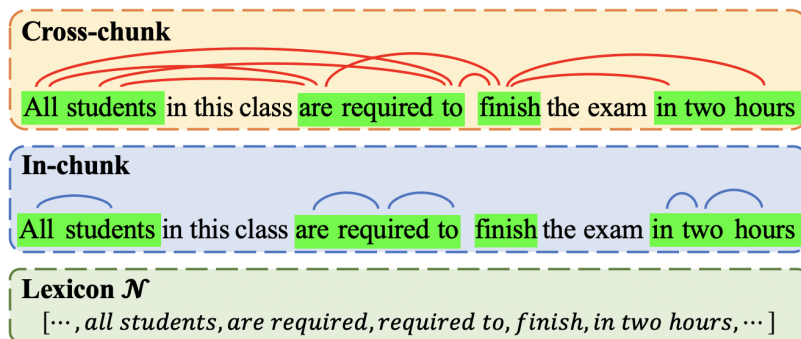 Cross-chunk
All students in this class are required to finish the exam in two hours
In-chunk
All students in this class are required to finish the exam in two hours
Lexicon 𝒩
[⋯, all students, are required, required to, finish, in two hours, ⋯]